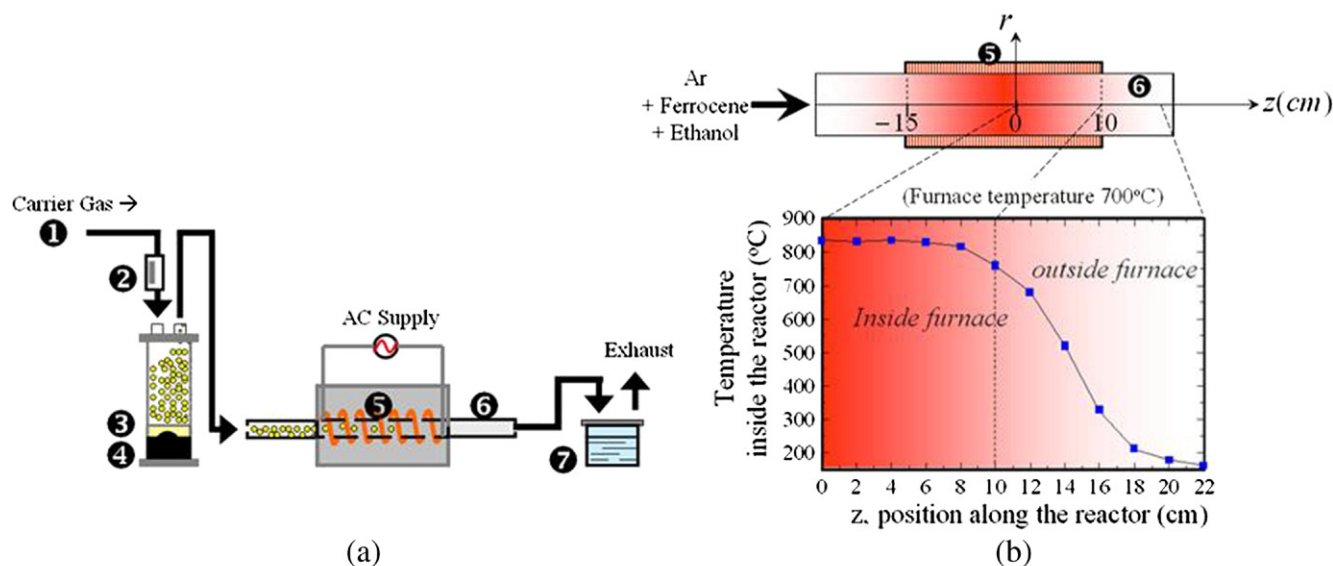 Carrier Gas →
❶
❷
❸
❹
AC Supply
❺
❻
Exhaust
❼
(a)
r
❺
❻
Ar
+ Ferrocene
+ Ethanol
−15
0
10
z(cm)
(Furnace temperature 700°C)
Temperature
inside the reactor (°C)
900
800
700
600
500
400
300
200
Inside furnace
outside furnace
0 2 4 6 8 10 12 14 16 18 20 22
z, position along the reactor (cm)
(b)